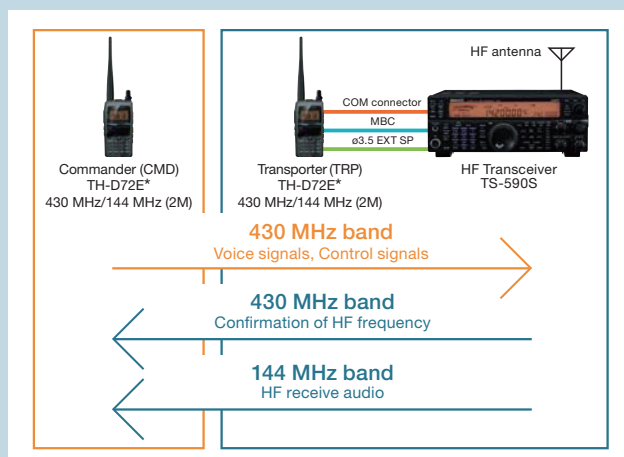 HF antenna
COM connector
MBC
ø3.5 EXT SP
Commander (CMD)
TH-D72E*
430 MHz/144 MHz (2M)
Transporter (TRP)
TH-D72E*
430 MHz/144 MHz (2M)
HF Transceiver
TS-590S
430 MHz band
Voice signals, Control signals
430 MHz band
Confirmation of HF frequency
144 MHz band
HF receive audio